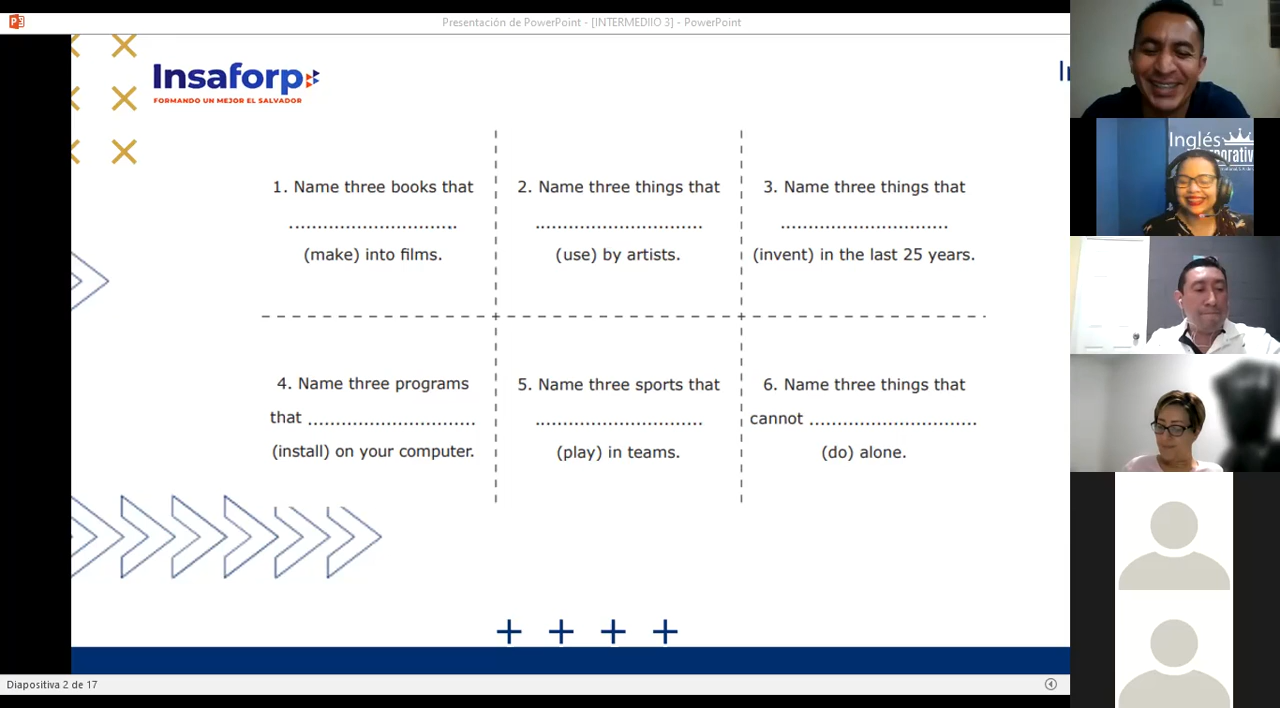 Presentación de PowerPoint - [INTERMEDIIO 3] - PowerPoint
Insaforp
FORMANDO UN MEJOR EL SALVADOR
1. Name three books that
..............................
(make) into films.
2. Name three things that
..............................
(use) by artists.
3. Name three things that
..............................
(invent) in the last 25 years.
4. Name three programs
that ..............................
(install) on your computer.
5. Name three sports that
..............................
(play) in teams.
6. Name three things that
cannot ..............................
(do) alone.
Diapositiva 2 de 17
Inglés